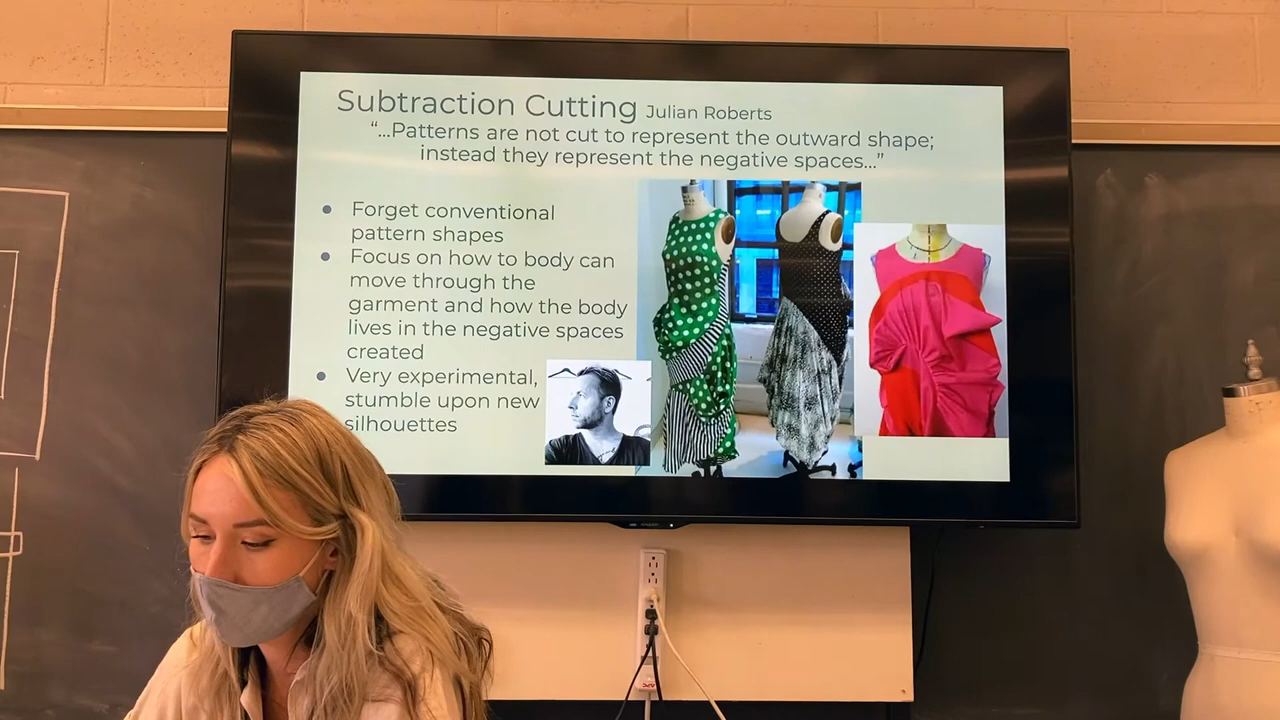 Subtraction Cutting Julian Roberts
“...Patterns are not cut to represent the outward shape;
instead they represent the negative spaces...”
Forget conventional
pattern shapes
Focus on how to body can
move through the
garment and how the body
lives in the negative spaces
created
Very experimental,
stumble upon new
silhouettes